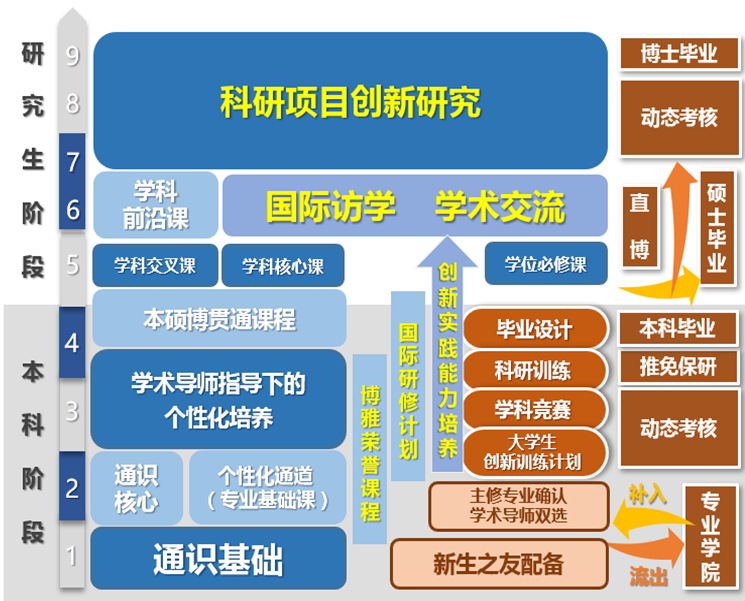 研究生阶段
本科阶段
9
8
7
6
5
4
3
2
1
科研项目创新研究
博士毕业
动态考核
学科
前沿课
国际访学 学术交流
直博
硕士毕业
学科交叉课
学科核心课
学位必修课
创新实践能力培养
国际研修计划
博雅荣誉课程
本硕博贯通课程
毕业设计
本科毕业
学术导师指导下的
个性化培养
科研训练
推免保研
学科竞赛
动态考核
大学生
创新训练计划
通识
核心
个性化通道
（专业基础课）
主修专业确认
学术导师双选
补入
专业学院
流出
通识基础
新生之友配备